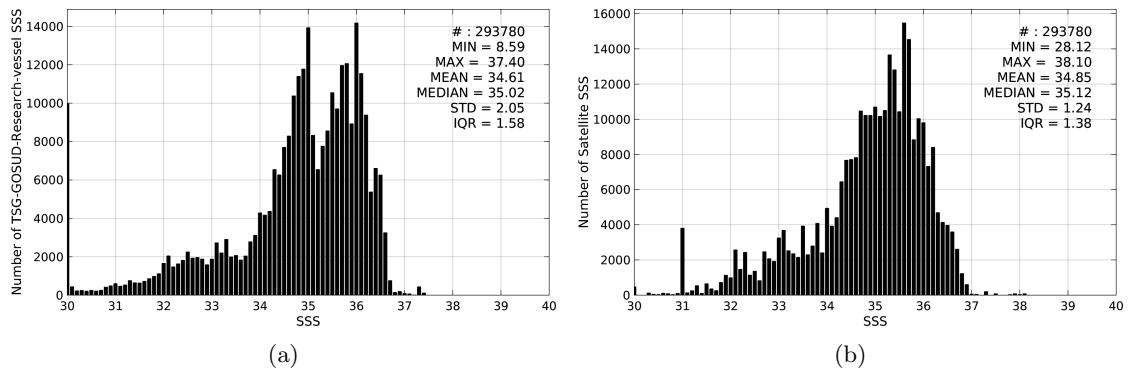 Number of TSG-GOSUD-Research-vessel SSS
14000
12000
10000
8000
6000
4000
2000
0
# : 293780
MIN = 8.59
MAX = 37.40
MEAN = 34.61
MEDIAN = 35.02
STD = 2.05
IQR = 1.58
30 31 32 33 34 35 36 37 38 39 40
SSS
(a)
Number of Satellite SSS
16000
14000
12000
10000
8000
6000
4000
2000
0
# : 293780
MIN = 28.12
MAX = 38.10
MEAN = 34.85
MEDIAN = 35.12
STD = 1.24
IQR = 1.38
30 31 32 33 34 35 36 37 38 39 40
SSS
(b)